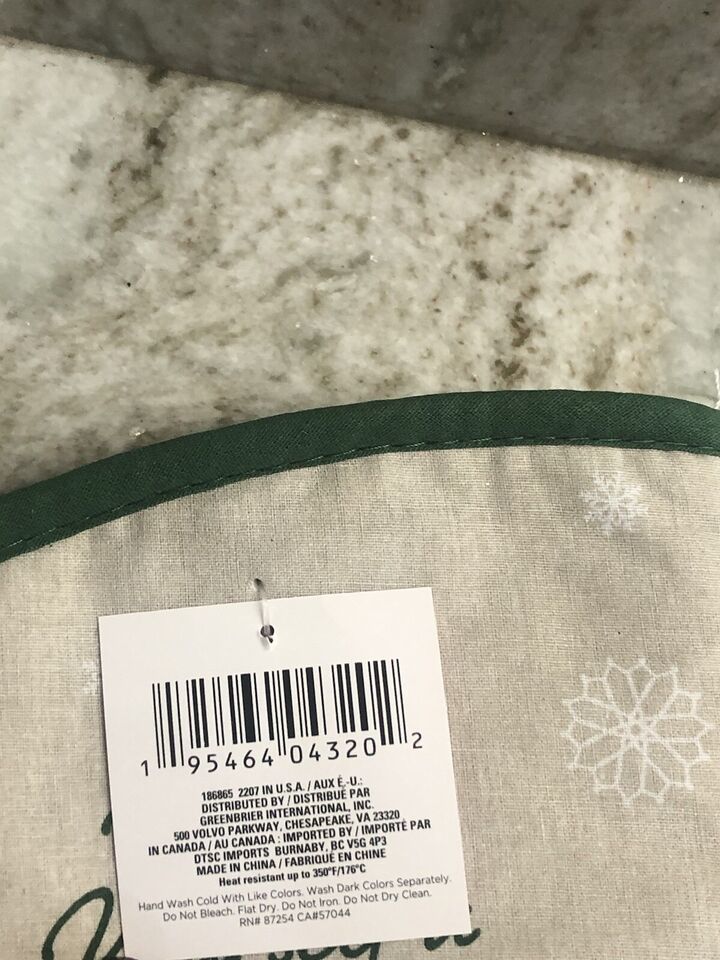 1 95464 04320 2
186865 2207 IN U.S.A. / AUX É.-U.:
DISTRIBUTED BY / DISTRIBUÉ PAR
GREENBRIER INTERNATIONAL, INC.
500 VOLVO PARKWAY, CHESAPEAKE, VA 23320
IN CANADA / AU CANADA : IMPORTED BY / IMPORTÉ PAR
DTSC IMPORTS BURNABY, BC V5G 4P3
MADE IN CHINA / FABRIQUÉ EN CHINE
Heat resistant up to 350°F/176°C
Hand Wash Cold With Like Colors. Wash Dark Colors Separately.
Do Not Bleach. Flat Dry. Do Not Iron. Do Not Dry Clean.
RN# 87254 CA#57044